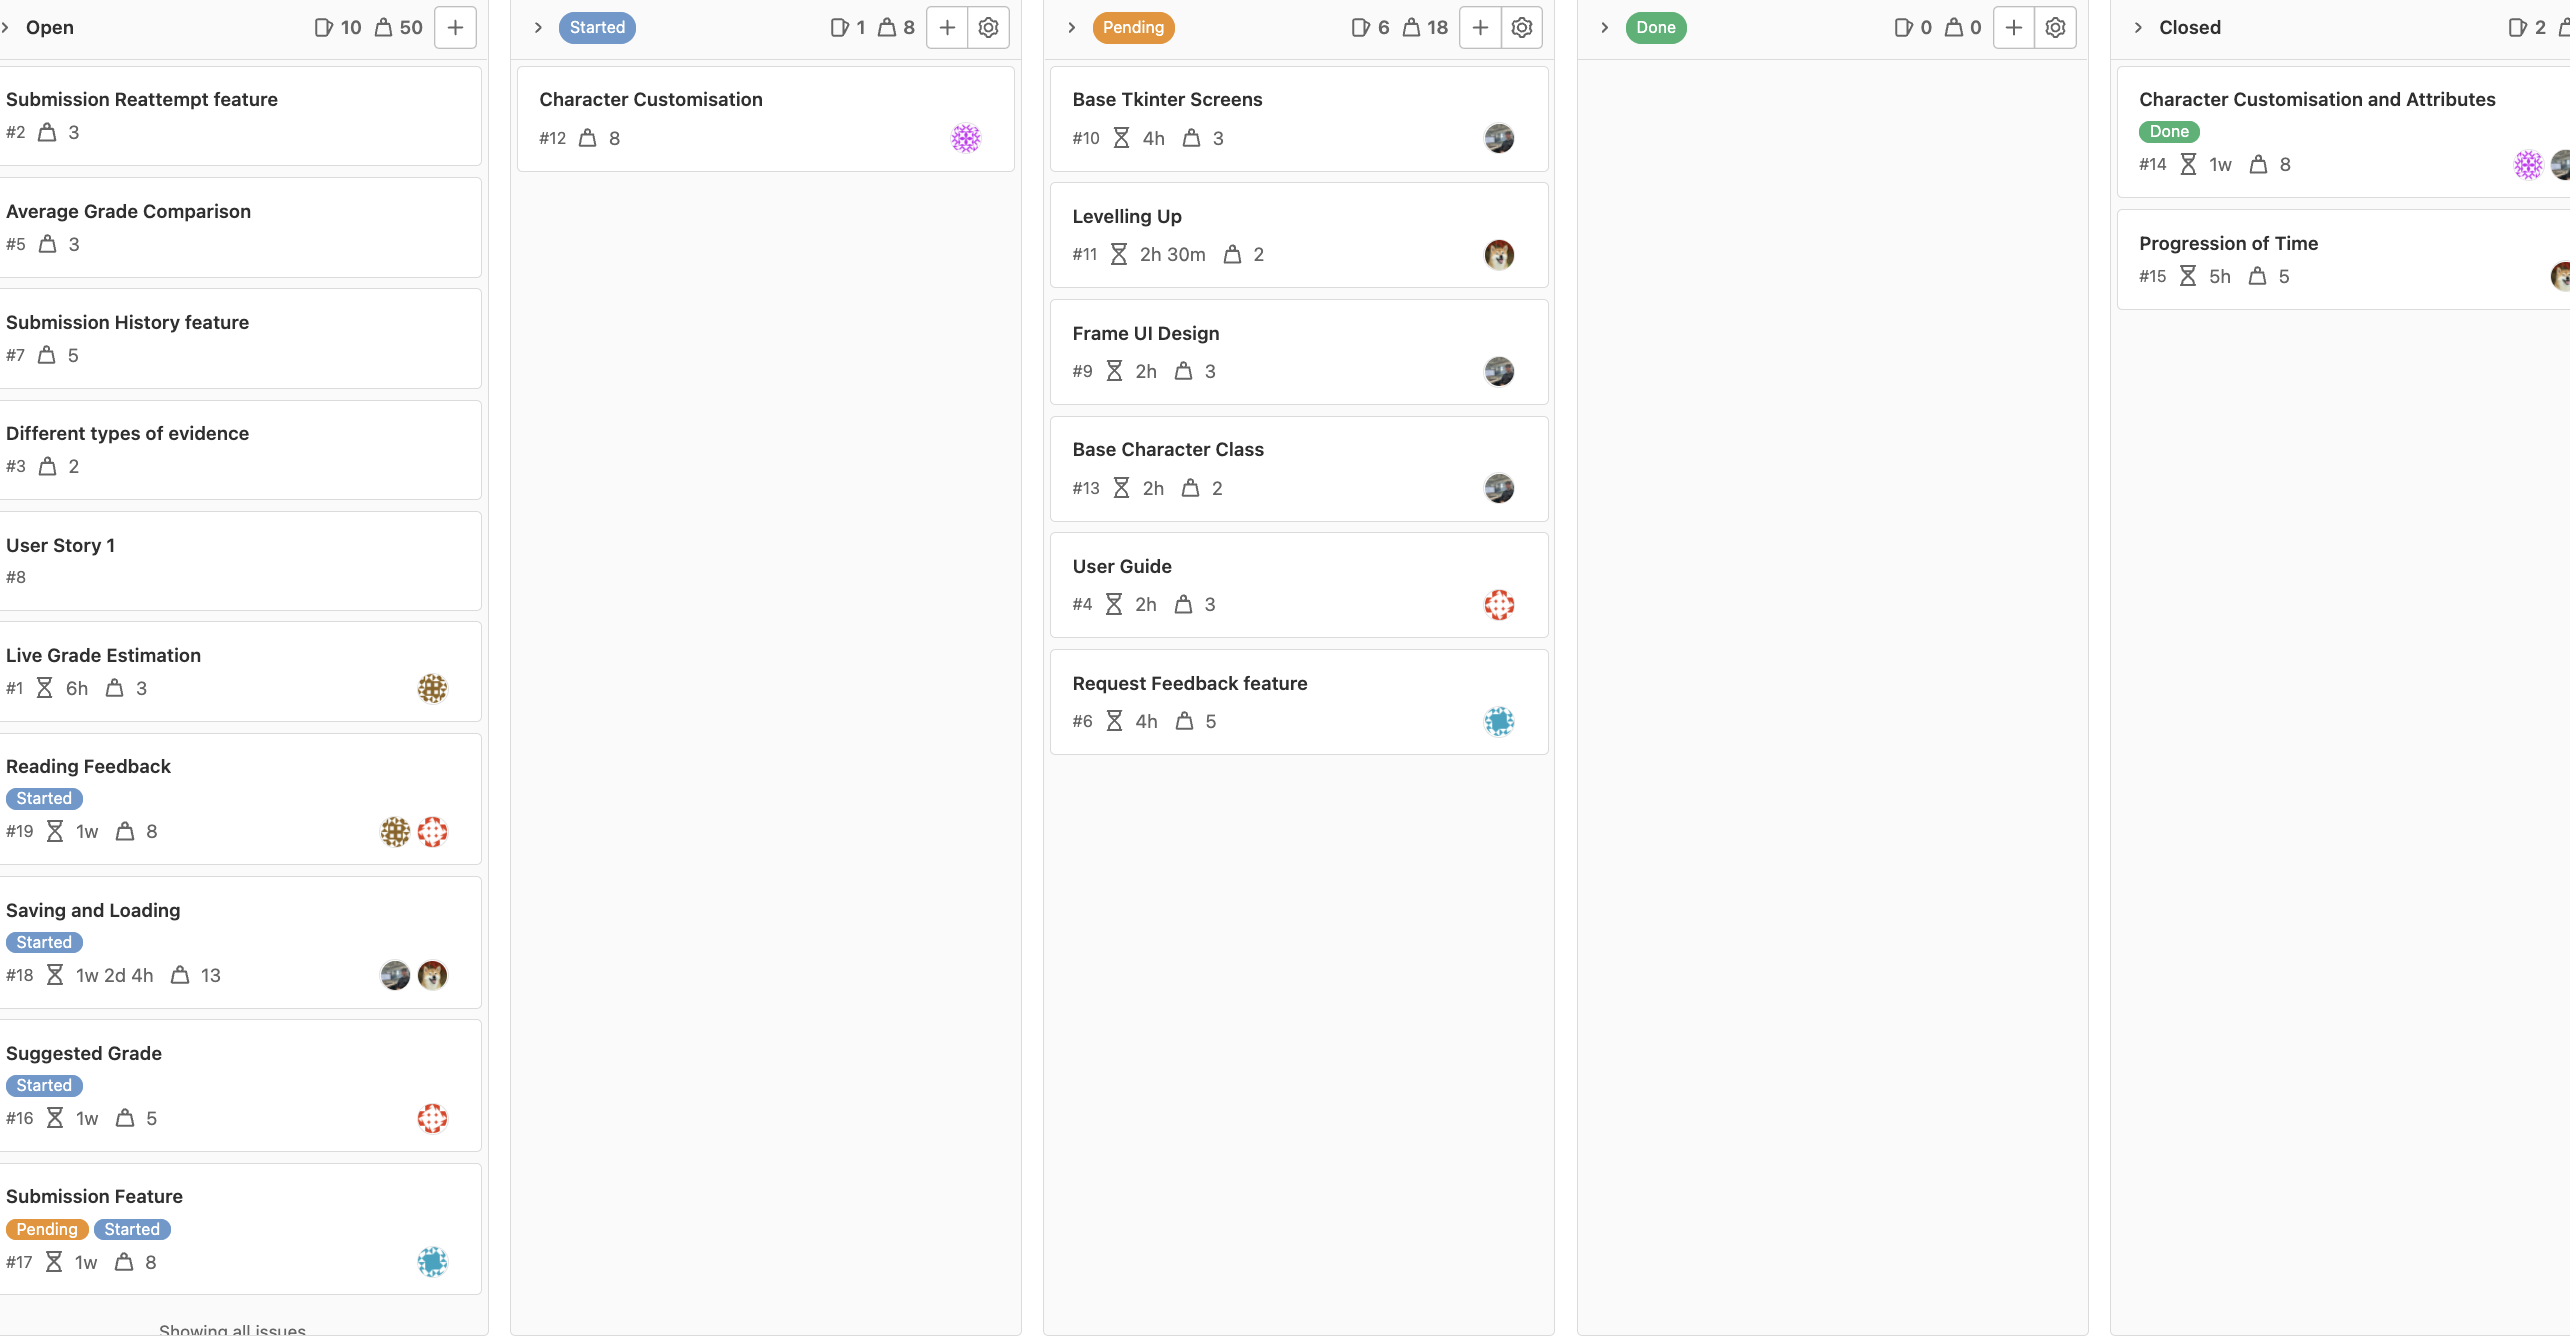 Open 10 50
Submission Reattempt feature
#2 3
Average Grade Comparison
#5 3
Submission History feature
#7 5
Different types of evidence
#3 2
User Story 1
#8
Live Grade Estimation
#1 6h 3
Reading Feedback
Started
#19 1w 8
Saving and Loading
Started
#18 1w 2d 4h 13
Suggested Grade
Started
#16 1w 5
Submission Feature
Pending Started
#17 1w 8
Showing all issues
Started 1 8
Character Customisation
#12 8
Pending 6 18
Base Tkinter Screens
#10 4h 3
Levelling Up
#11 2h 30m 2
Frame UI Design
#9 2h 3
Base Character Class
#13 2h 2
User Guide
#4 2h 3
Request Feedback feature
#6 4h 5
Done 0 0
Closed 2
Character Customisation and Attributes
Done
#14 1w 8
Progression of Time
#15 5h 5